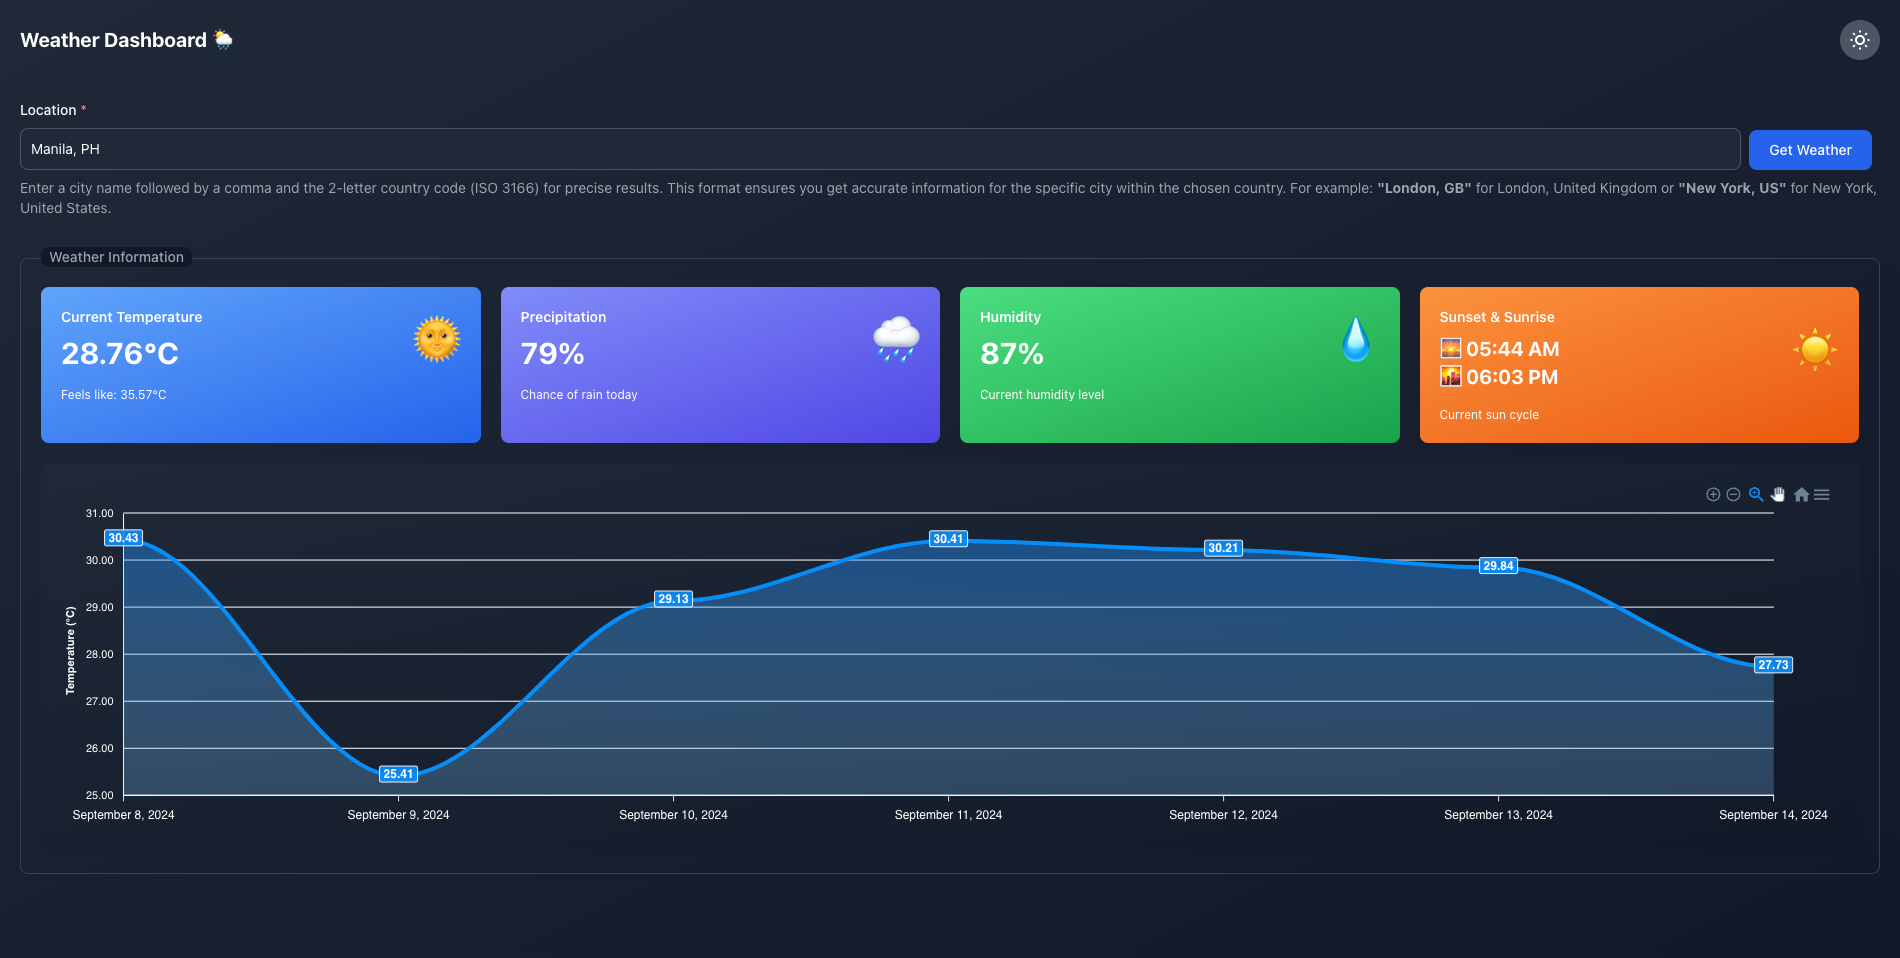 Weather Dashboard
Location *
Manila, PH
Get Weather
Enter a city name followed by a comma and the 2-letter country code (ISO 3166) for precise results. This format ensures you get accurate information for the specific city within the chosen country. For example: "London, GB" for London, United Kingdom or "New York, US" for New York,
United States.
Weather Information
Current Temperature
28.76°C
Feels like: 35.57°C
Precipitation
79%
Chance of rain today
Humidity
87%
Current humidity level
Sunset & Sunrise
05:44 AM
06:03 PM
Current sun cycle
Temperature (°C)
31.00
30.00
29.00
28.00
27.00
26.00
25.00
30.43
25.41
29.13
30.41
30.21
29.84
27.73
September 8, 2024
September 9, 2024
September 10, 2024
September 11, 2024
September 12, 2024
September 13, 2024
September 14, 2024